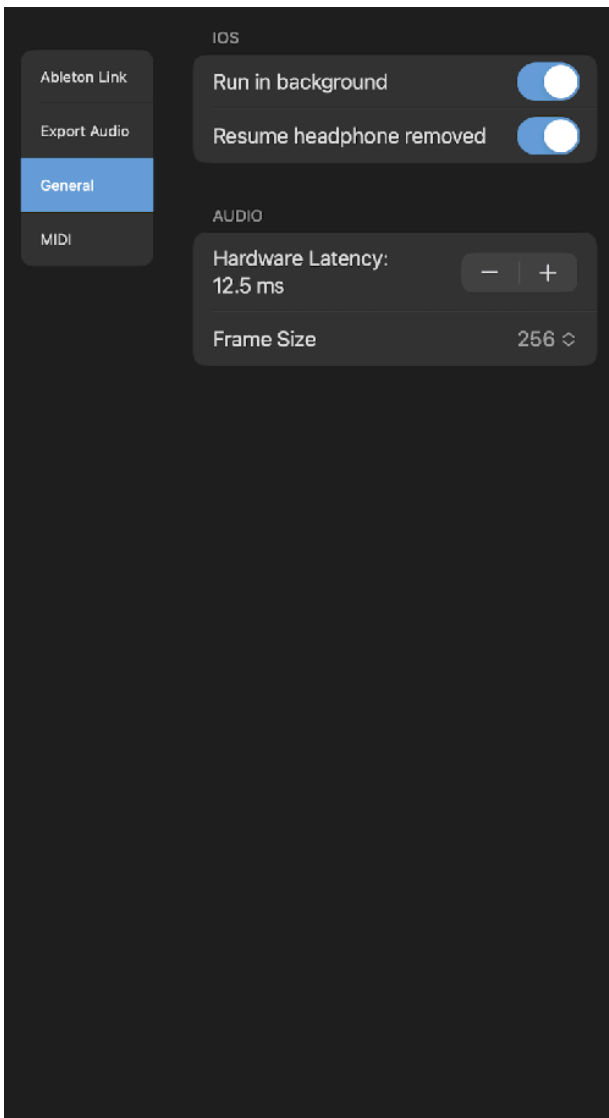 Ableton Link
Export Audio
General
MIDI
IOS
Run in background
Resume headphone removed
AUDIO
Hardware Latency:
12.5 ms
Frame Size
256